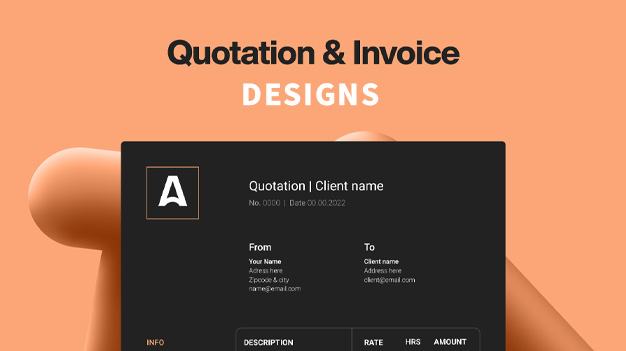 Quotation & Invoice
DESIGNS
A
Quotation | Client name
No. 0000 | Date 00.00.2022
From
Your Name
Adress here
Zipcode & city
name@email.com
To
Client name
Address here
client@email.com
INFO
DESCRIPTION
RATE
HRS
AMOUNT